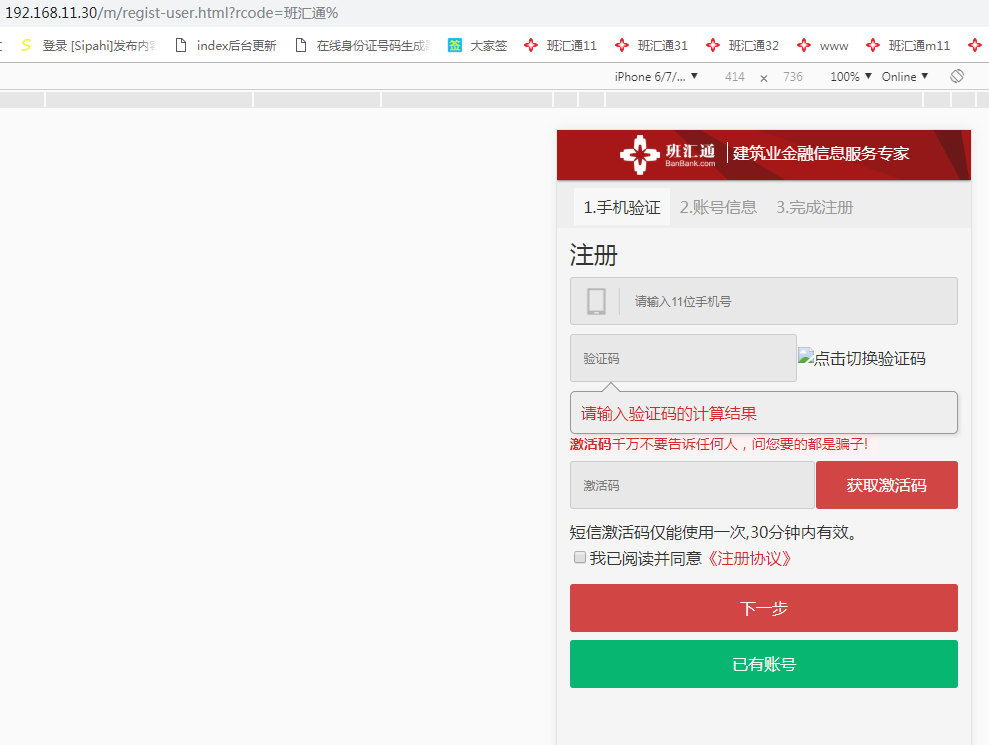 192.168.11.30/m/regist-user.html?rcode=班汇通%
登录 [Sipahi]发布内容 index后台更新 在线身份证号码生成器 大家签 班汇通11 班汇通31 班汇通32 www 班汇通m11
iPhone 6/7/... ▼ 414 x 736 100% ▼ Online ▼
班汇通 BanBank.com 建筑业金融信息服务专家
1.手机验证 2.账号信息 3.完成注册
注册
请输入11位手机号
验证码 点击切换验证码
请输入验证码的计算结果
激活码千万不要告诉任何人，问您要的都是骗子!
激活码 获取激活码
短信激活码仅能使用一次,30分钟内有效。
我已阅读并同意《注册协议》
下一步
已有账号